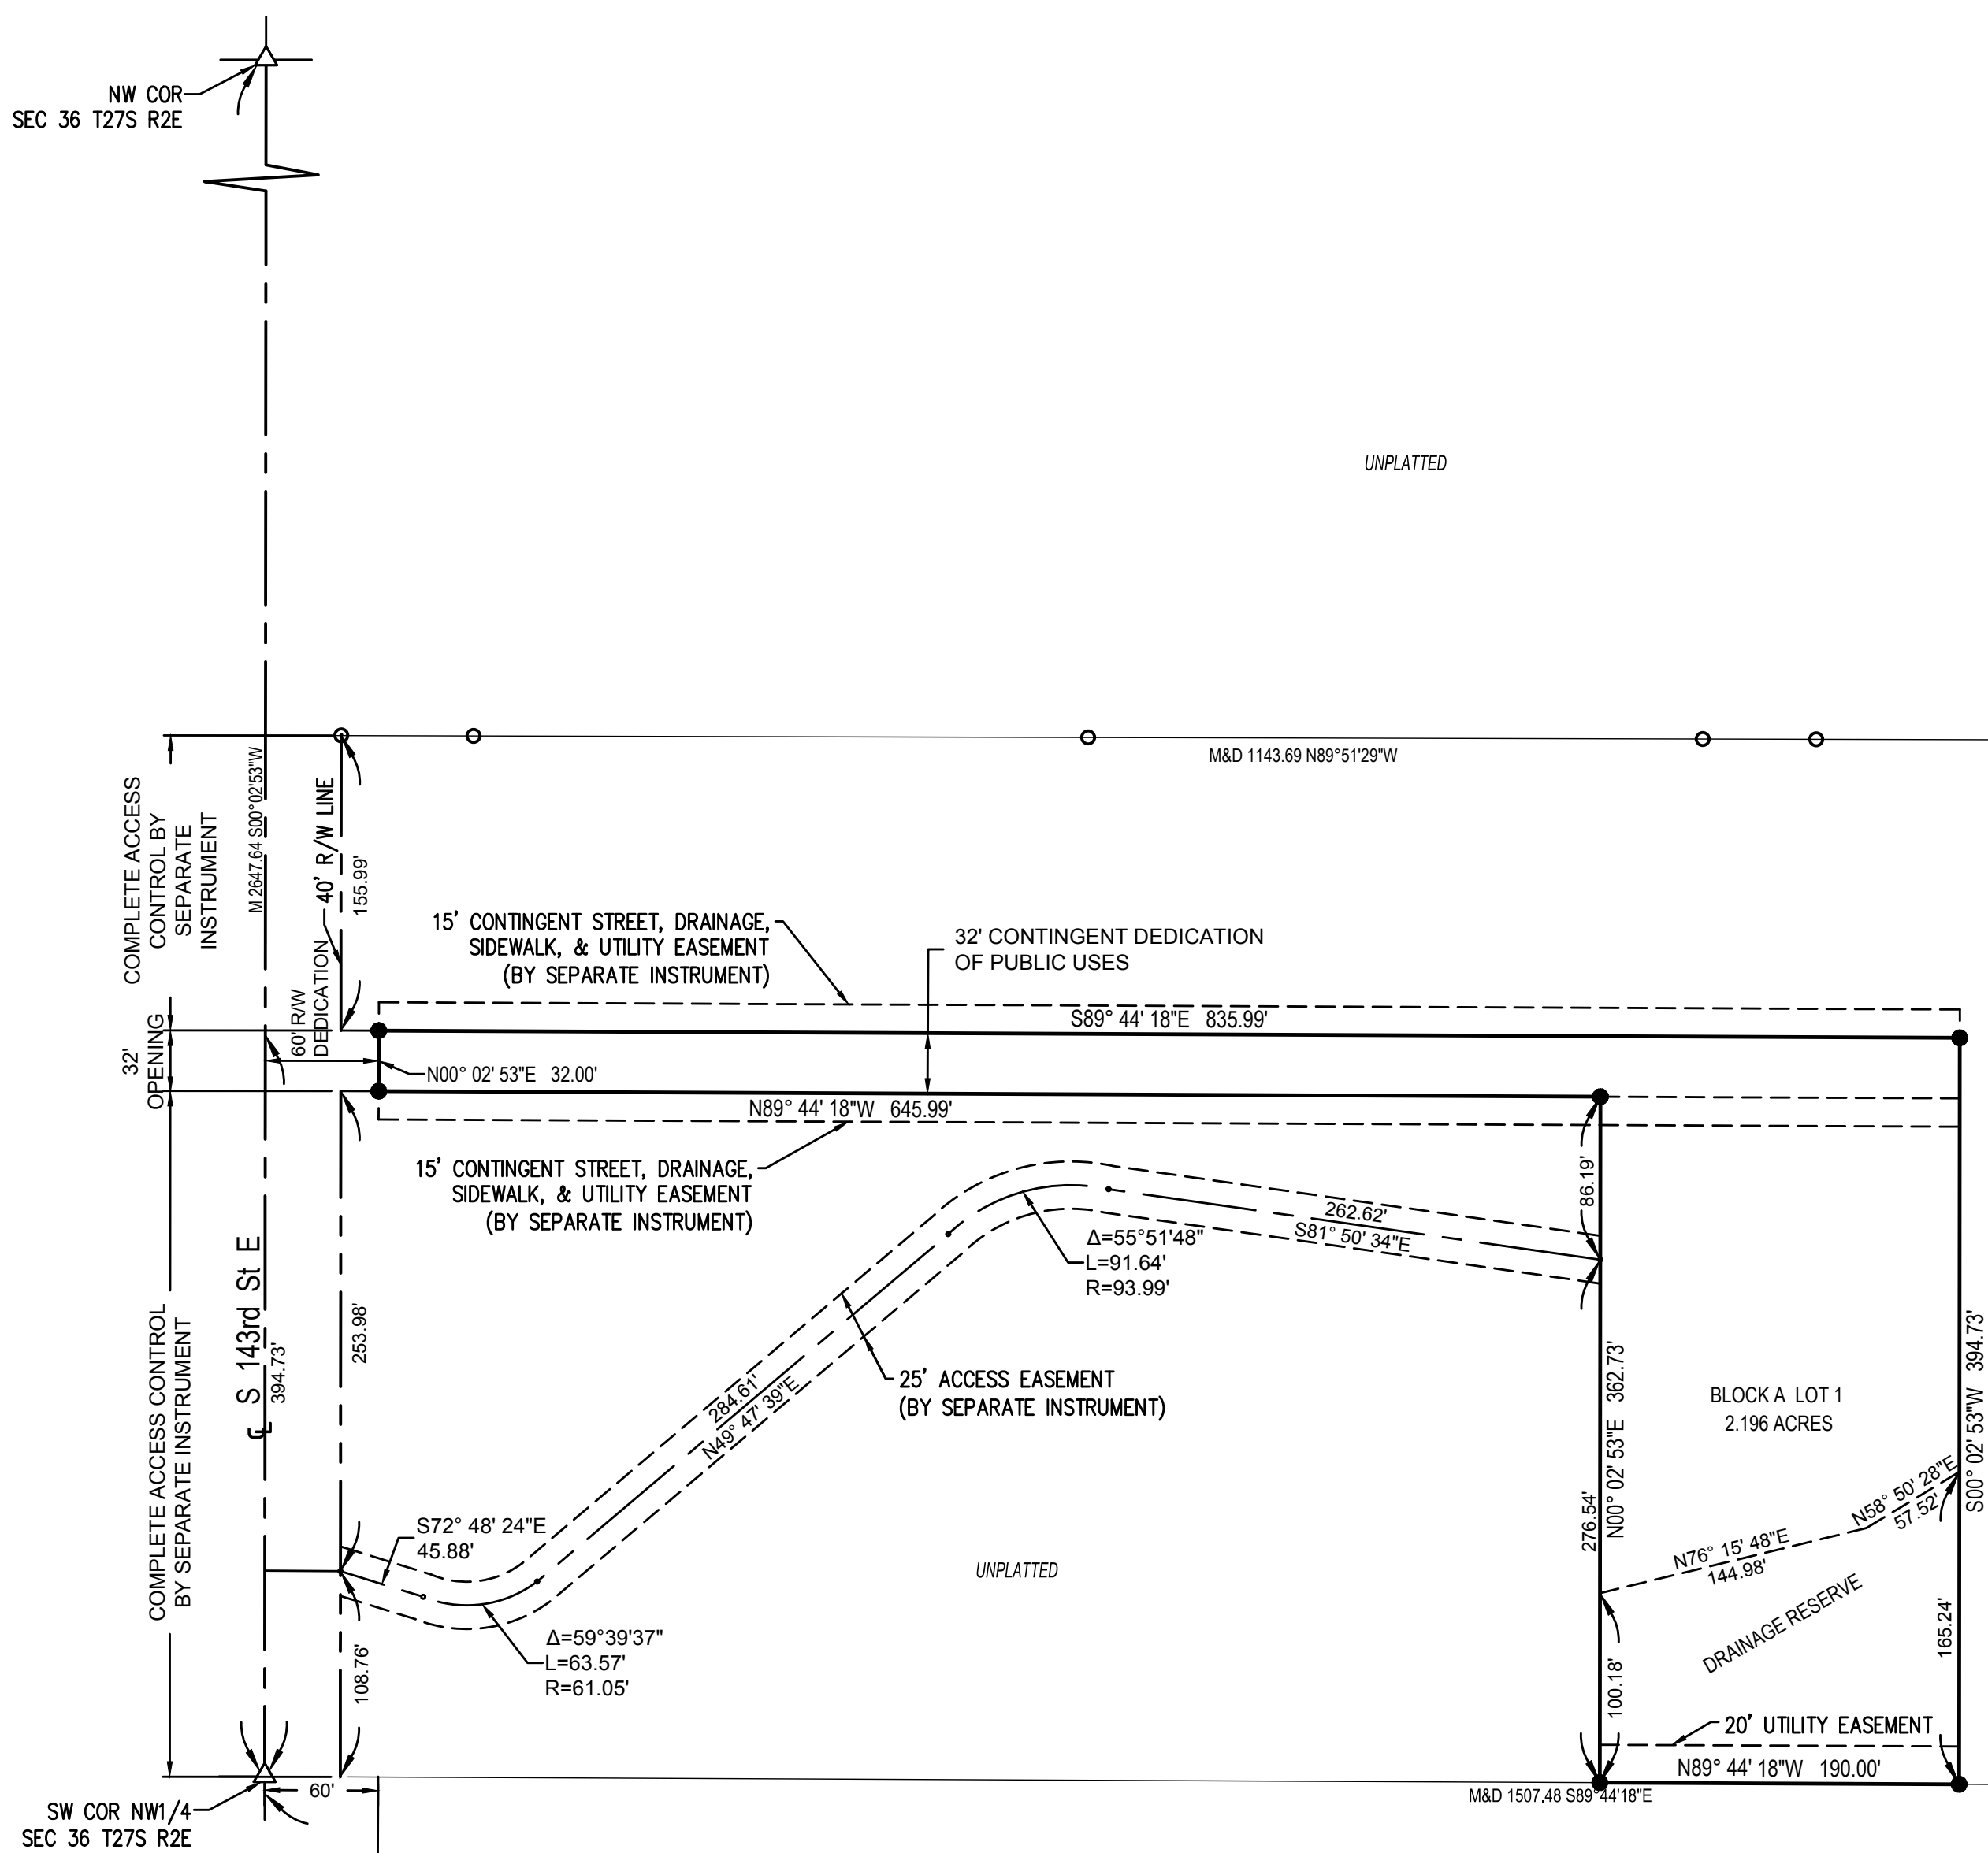 NW COR
SEC 36 T27S R2E
UNPLATTED
M&D 1143.69 N89°51'29"W
COMPLETE ACCESS
CONTROL BY
SEPARATE
INSTRUMENT
M 2647.64 S00°02'53"W
40' R/W LINE
155.99'
15' CONTINGENT STREET, DRAINAGE,
SIDEWALK, & UTILITY EASEMENT
(BY SEPARATE INSTRUMENT)
32' CONTINGENT DEDICATION
OF PUBLIC USES
60' R/W
DEDICATION
32'
OPENING
S89° 44' 18"E 835.99'
N00° 02' 53"E 32.00'
N89° 44' 18"W 645.99'
15' CONTINGENT STREET, DRAINAGE,
SIDEWALK, & UTILITY EASEMENT
(BY SEPARATE INSTRUMENT)
86.19'
262.62'
S81° 50' 34"E
Δ=55°51'48"
L=91.64'
R=93.99'
COMPLETE ACCESS CONTROL
BY SEPARATE INSTRUMENT
℄ S 143rd St E
394.73'
253.98'
284.61'
N49° 47' 39"E
25' ACCESS EASEMENT
(BY SEPARATE INSTRUMENT)
276.54'
N00° 02' 53"E 362.73'
BLOCK A LOT 1
2.196 ACRES
S00° 02' 53"W 394.73'
N58° 50' 28"E
57.52'
N76° 15' 48"E
144.98'
S72° 48' 24"E
45.88'
UNPLATTED
DRAINAGE RESERVE
Δ=59°39'37"
L=63.57'
R=61.05'
108.76'
100.18'
165.24'
20' UTILITY EASEMENT
N89° 44' 18"W 190.00'
M&D 1507.48 S89°44'18"E
60'
SW COR NW1/4
SEC 36 T27S R2E